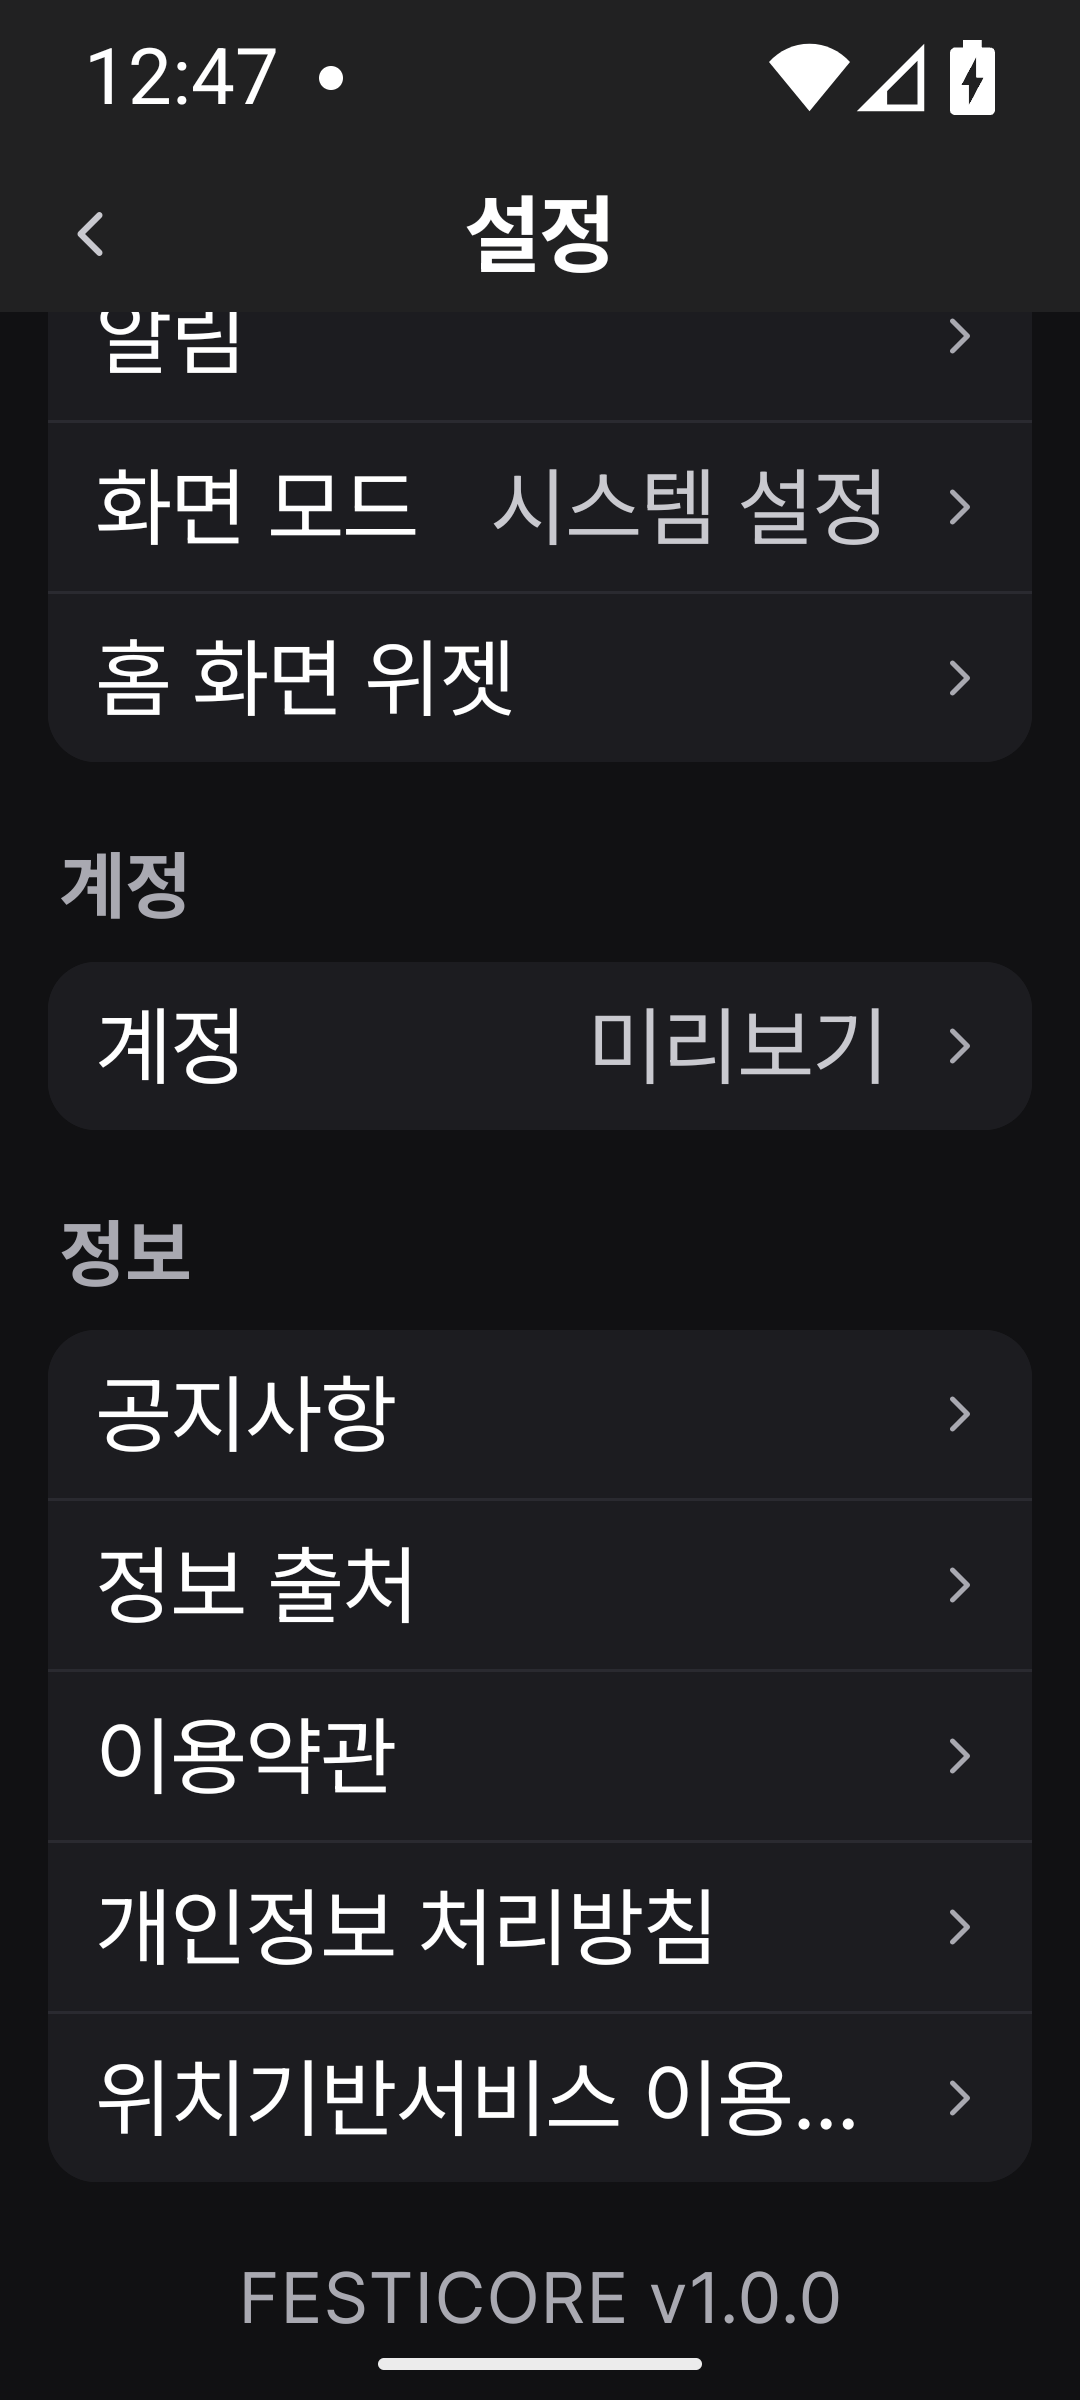 12:47
설정
알림
화면 모드 시스템 설정
홈 화면 위젯
계정
계정 미리보기
정보
공지사항
정보 출처
이용약관
개인정보 처리방침
위치기반서비스 이용...
FESTICORE v1.0.0